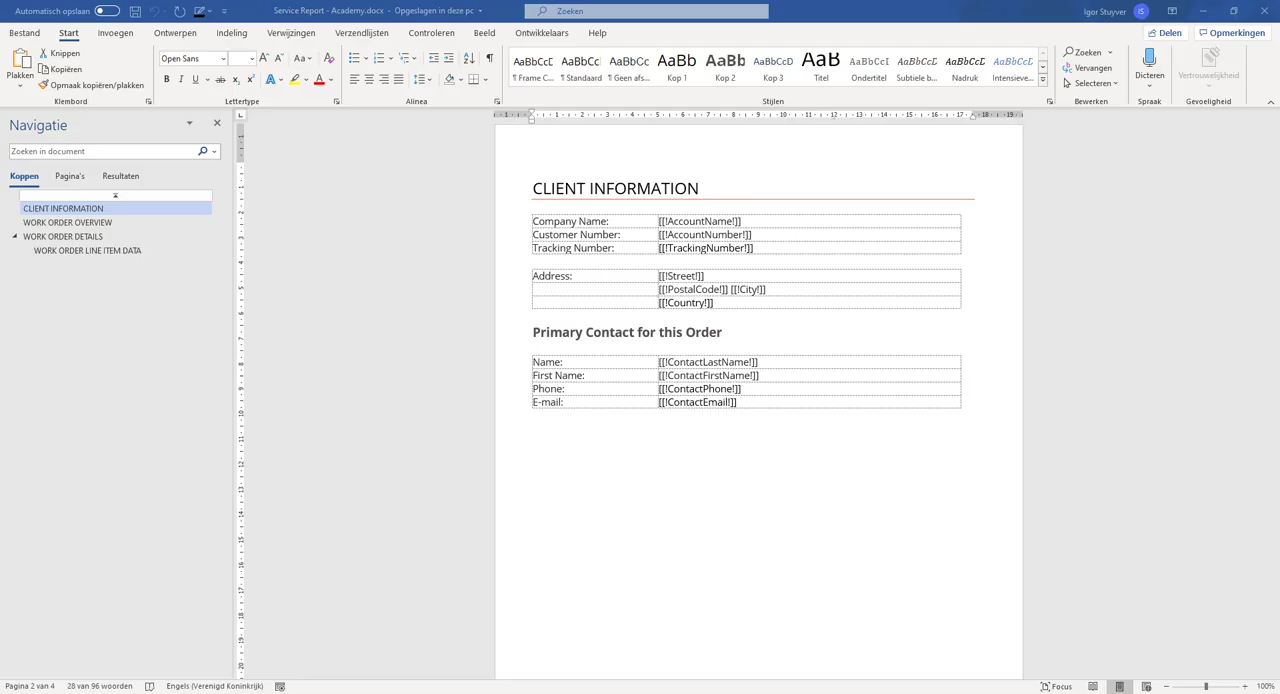 Automatisch opslaan Service Report - Academy.docx - Opgeslagen in deze pc Zoeken Igor Stuyver IS
Bestand Start Invoegen Ontwerpen Indeling Verwijzingen Verzendlijsten Controleren Beeld Ontwikkelaars Help Delen Opmerkingen
Plakken Knippen
Kopiëren
Opmaak kopiëren/plakken
Klembord
Open Sans
Lettertype
Alinea
AaBbCcD AaBbCc AaBbCc AaBb AaBb AaBbCcD AaB AaBbCcI AaBbCcD AaBbCcD AaBbCcD
¶ Frame C... ¶ Standaard ¶ Geen afs... Kop 1 Kop 2 Kop 3 Titel Ondertitel Subtiele b... Nadruk Intensieve...
Stijlen
Zoeken
Vervangen
Selecteren
Bewerken
Dicteren
Spraak
Vertrouwelijkheid
Gevoeligheid
Navigatie
Zoeken in document
Koppen Pagina's Resultaten
CLIENT INFORMATION
WORK ORDER OVERVIEW
WORK ORDER DETAILS
WORK ORDER LINE ITEM DATA
CLIENT INFORMATION
Company Name: [[!AccountName!]]
Customer Number: [[!AccountNumber!]]
Tracking Number: [[!TrackingNumber!]]
Address: [[!Street!]]
[[!PostalCode!]] [[!City!]]
[[!Country!]]
Primary Contact for this Order
Name: [[!ContactLastName!]]
First Name: [[!ContactFirstName!]]
Phone: [[!ContactPhone!]]
E-mail: [[!ContactEmail!]]
Pagina 2 van 4 28 van 96 woorden Engels (Verenigd Koninkrijk) Focus 100%